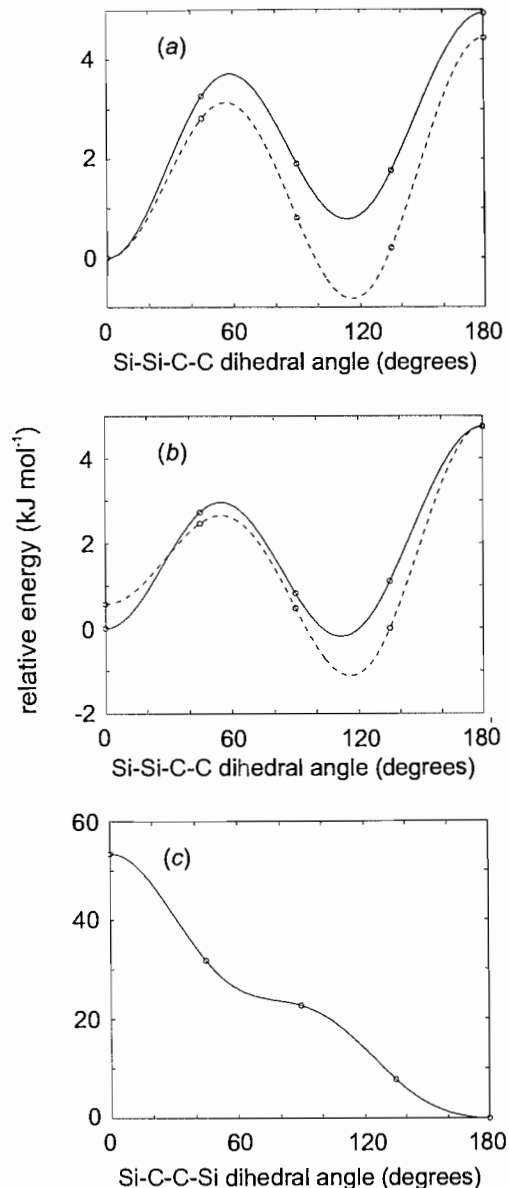 (a)
4
2
0
0 60 120 180
Si-Si-C-C dihedral angle (degrees)
relative energy (kJ mol-1)
(b)
4
2
0
-2
0 60 120 180
Si-Si-C-C dihedral angle (degrees)
(c)
60
40
20
0
0 60 120 180
Si-C-C-Si dihedral angle (degrees)